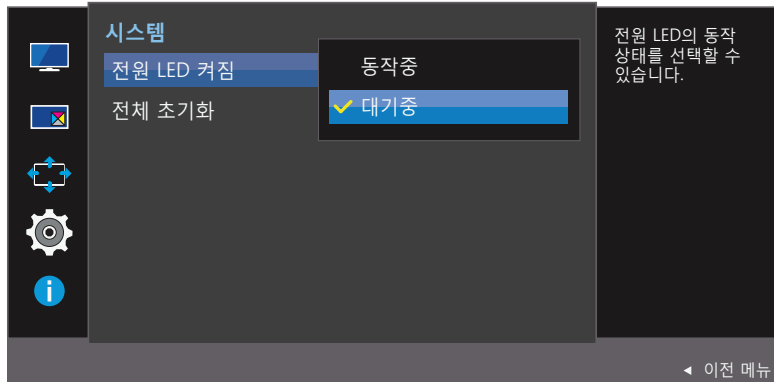 시스템
전원 LED 켜짐
동작중
대기중
전체 초기화
전원 LED의 동작
상태를 선택할 수
있습니다.
이전 메뉴